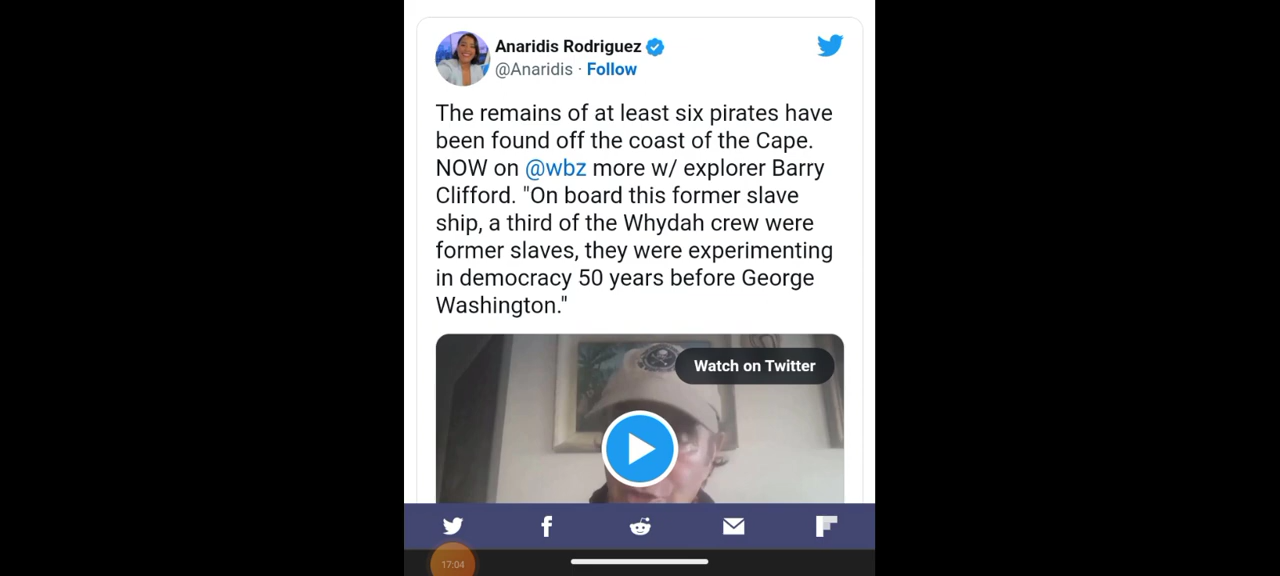 Anaridis Rodriguez
@Anaridis · Follow
The remains of at least six pirates have
been found off the coast of the Cape.
NOW on @wbz more w/ explorer Barry
Clifford. "On board this former slave
ship, a third of the Whydah crew were
former slaves, they were experimenting
in democracy 50 years before George
Washington."
Watch on Twitter
17:04